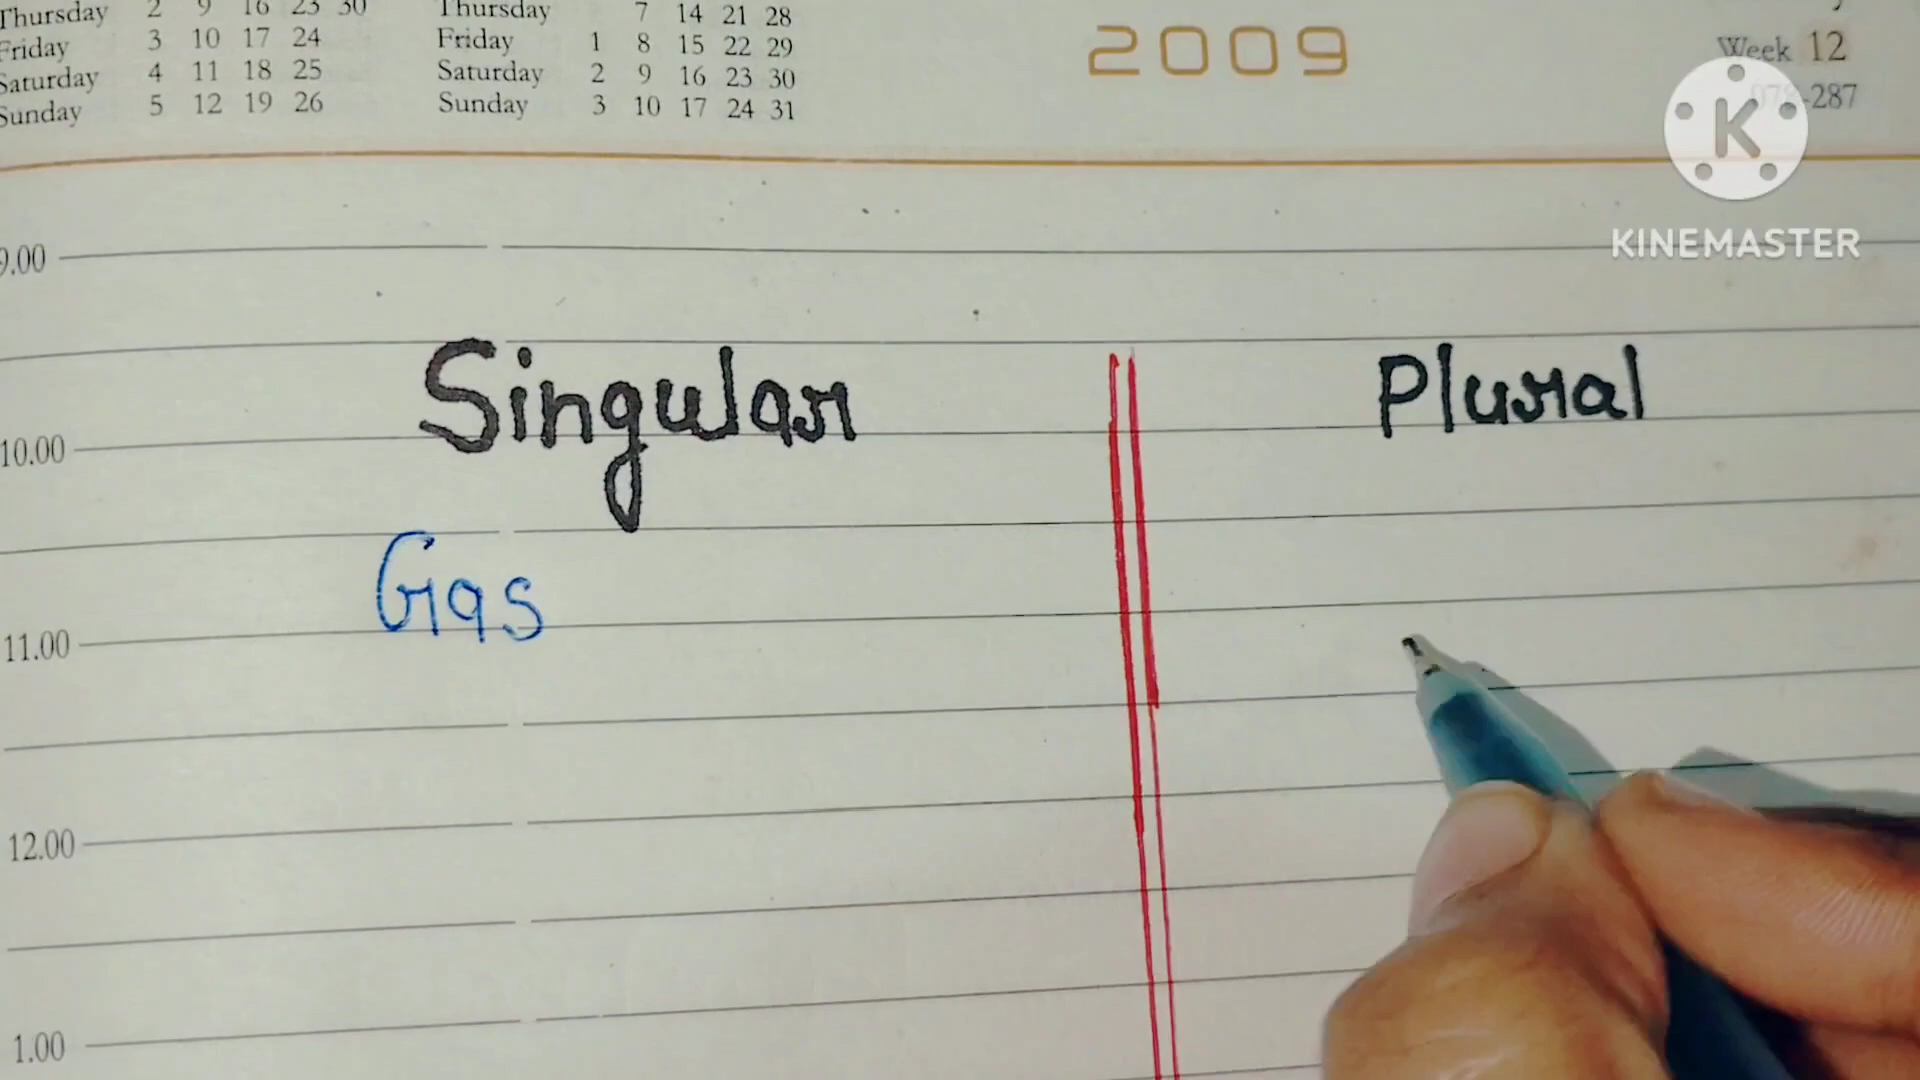 Thursday 2 9 16 23 30 Thursday 7 14 21 28
Friday 3 10 17 24 Friday 1 8 15 22 29
Saturday 4 11 18 25 Saturday 2 9 16 23 30
Sunday 5 12 19 26 Sunday 3 10 17 24 31
2009
Week 12
-287
K
KINEMASTER
9.00
Singular Plural
10.00
Gas
11.00
12.00
1.00